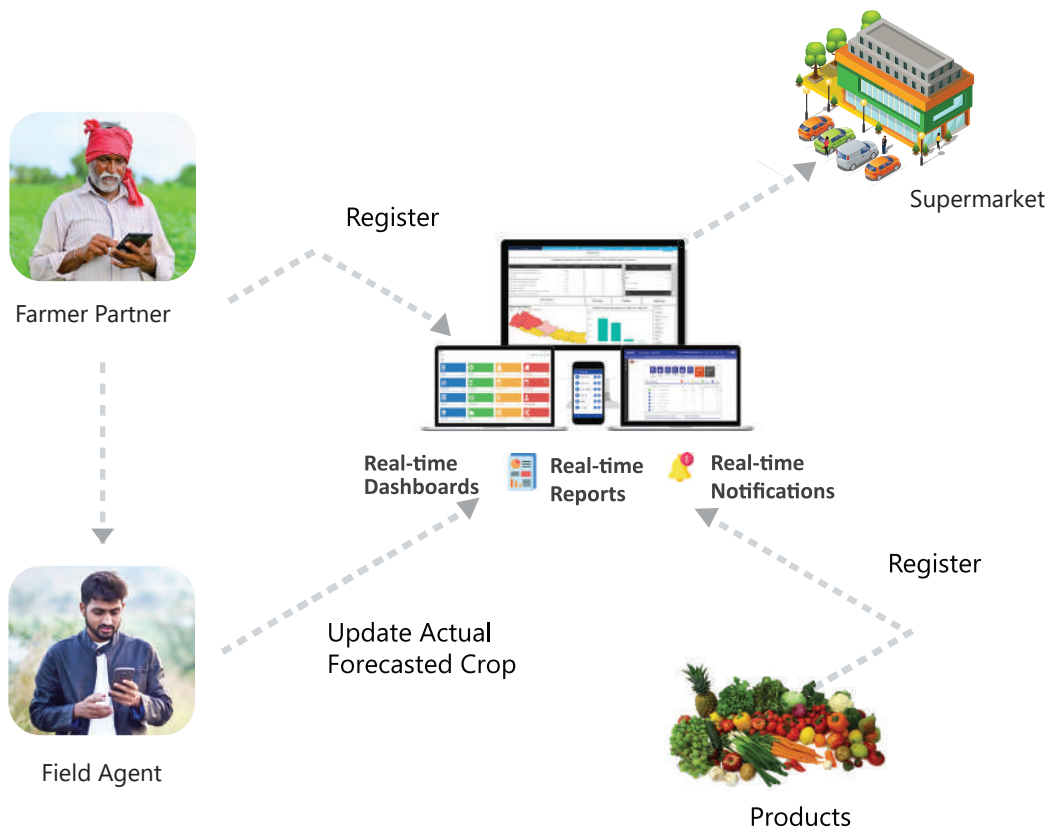 Supermarket
Register
Farmer Partner
Real-time
Dashboards
Real-time
Reports
Real-time
Notifications
Register
Update Actual
Forecasted Crop
Field Agent
Products